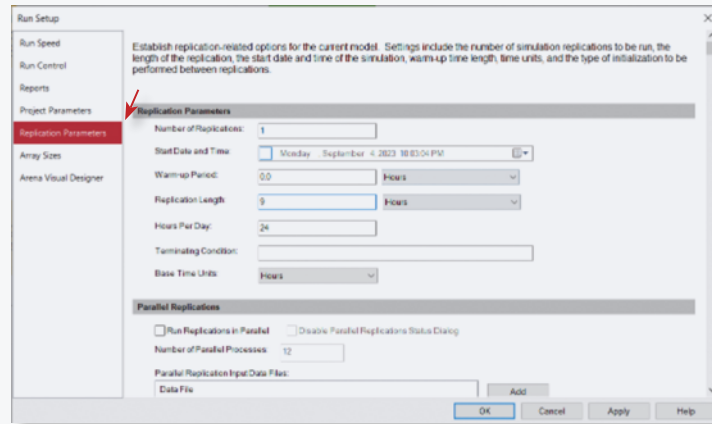 Run Setup
Run Speed
Run Control
Reports
Project Parameters
Replication Parameters
Array Sizes
Arena Visual Designer
Establish replication-related options for the current model. Settings include the number of simulation replications to be run, the
length of the replication, the start date and time of the simulation, warm-up time length, time units, and the type of initialization to be
performed between replications.
Replication Parameters
Number of Replications: 1
Start Date and Time: Monday , September 4, 2023 10:03:04 PM
Warm-up Period: 0.0 Hours
Replication Length: 9 Hours
Hours Per Day: 24
Terminating Condition:
Base Time Units: Hours
Parallel Replications
Run Replications in Parallel Disable Parallel Replications Status Dialog
Number of Parallel Processes: 12
Parallel Replication Input Data Files:
Data File Add
OK Cancel Apply Help